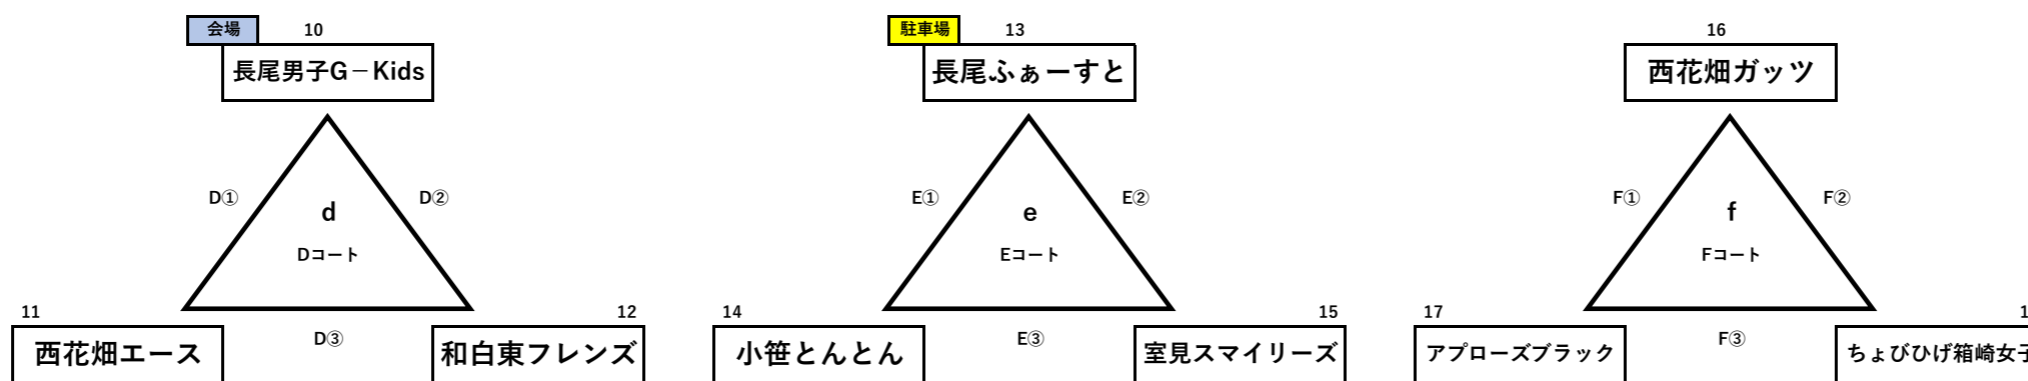 会場
10
長尾男子G－Kids
D①
D②
d
Dコート
11
西花畑エース
D③
12
和白東フレンズ
駐車場
13
長尾ふぁーすと
E①
E②
e
Eコート
14
小笹とんとん
E③
15
室見スマイリーズ
16
西花畑ガッツ
F①
F②
f
Fコート
17
アプローズブラック
F③
ちょびひげ箱崎女子